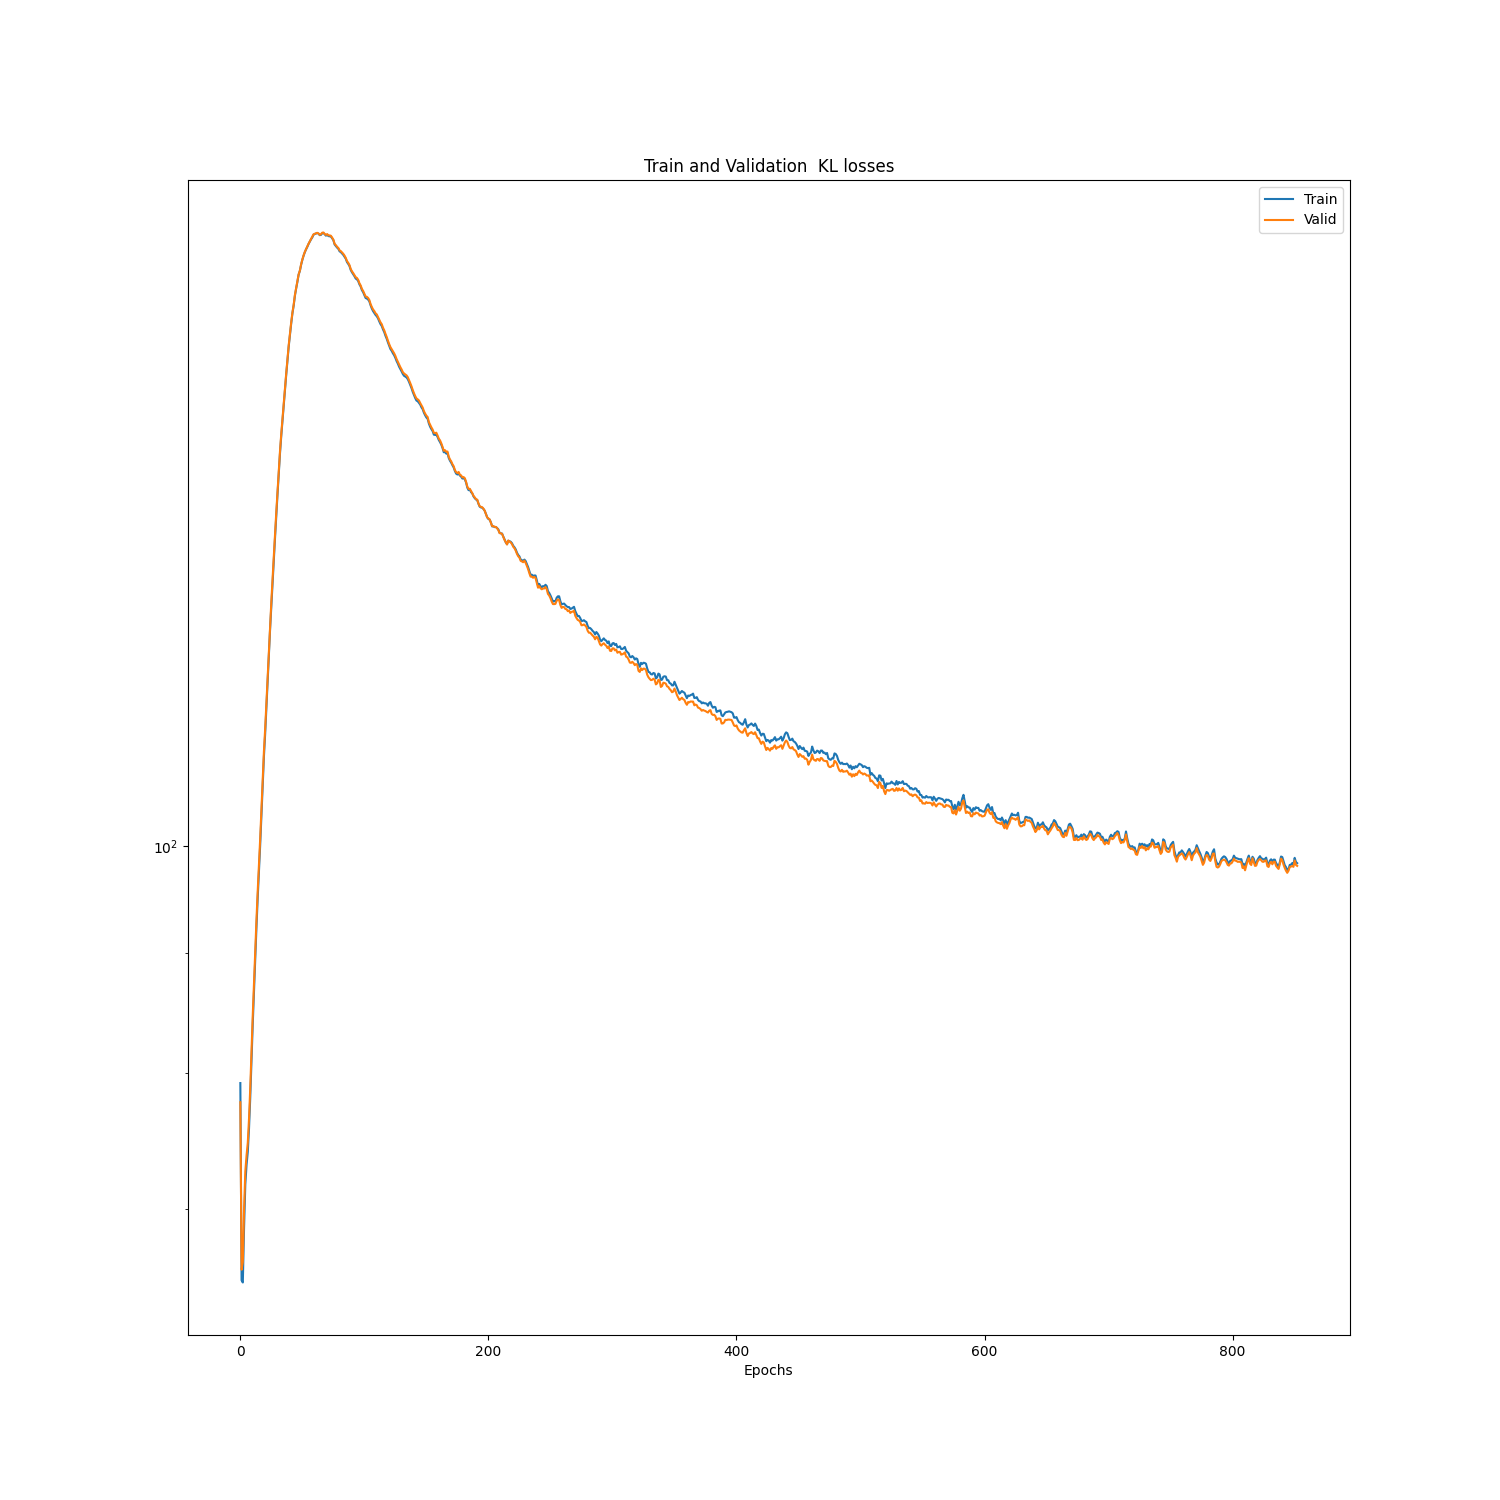 Train and Validation  KL losses
Train
Valid
10²
0 200 400 600 800
Epochs